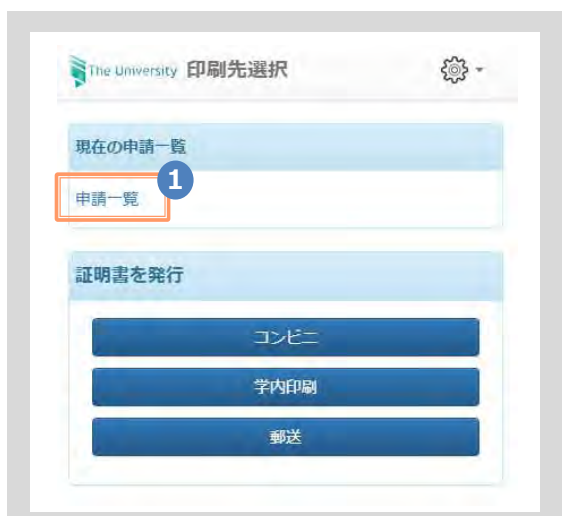 The University 印刷先選択
現在の申請一覧
1
申請一覧
証明書を発行
コンビニ
学内印刷
郵送